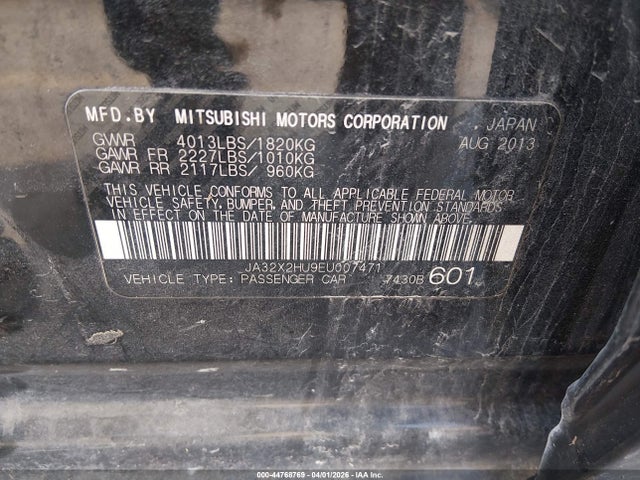 MFD.BY MITSUBISHI MOTORS CORPORATION JAPAN
GVWR 4013LBS/1820KG AUG 2013
GAWR FR 2227LBS/1010KG
GAWR RR 2117LBS/ 960KG
THIS VEHICLE CONFORMS TO ALL APPLICABLE FEDERAL MOTOR
VEHICLE SAFETY, BUMPER, AND THEFT PREVENTION STANDARDS
IN EFFECT ON THE DATE OF MANUFACTURE SHOWN ABOVE.
JA32X2HU9EU007471
VEHICLE TYPE: PASSENGER CAR 7430B 601
000-44768769 - 04/01/2026 - IAA Inc.